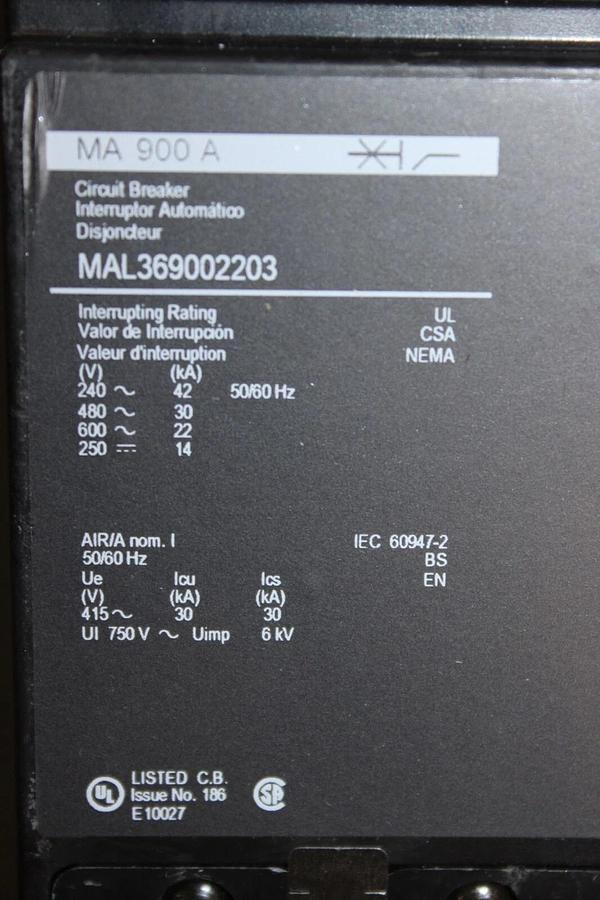 MA 900 A
Circuit Breaker
Interruptor Automático
Disjoncteur
MAL369002203
Interrupting Rating UL
Valor de Interrupción CSA
Valeur d'interruption NEMA
(V) (kA)
240 ~ 42 50/60 Hz
480 ~ 30
600 ~ 22
250 ⎓ 14
AIR/A nom. I IEC 60947-2
50/60 Hz BS
Ue Icu Ics EN
(V) (kA) (kA)
415 ~ 30 30
UI 750 V ~ Uimp 6 kV
LISTED C.B.
UL Issue No. 186 SA
E10027